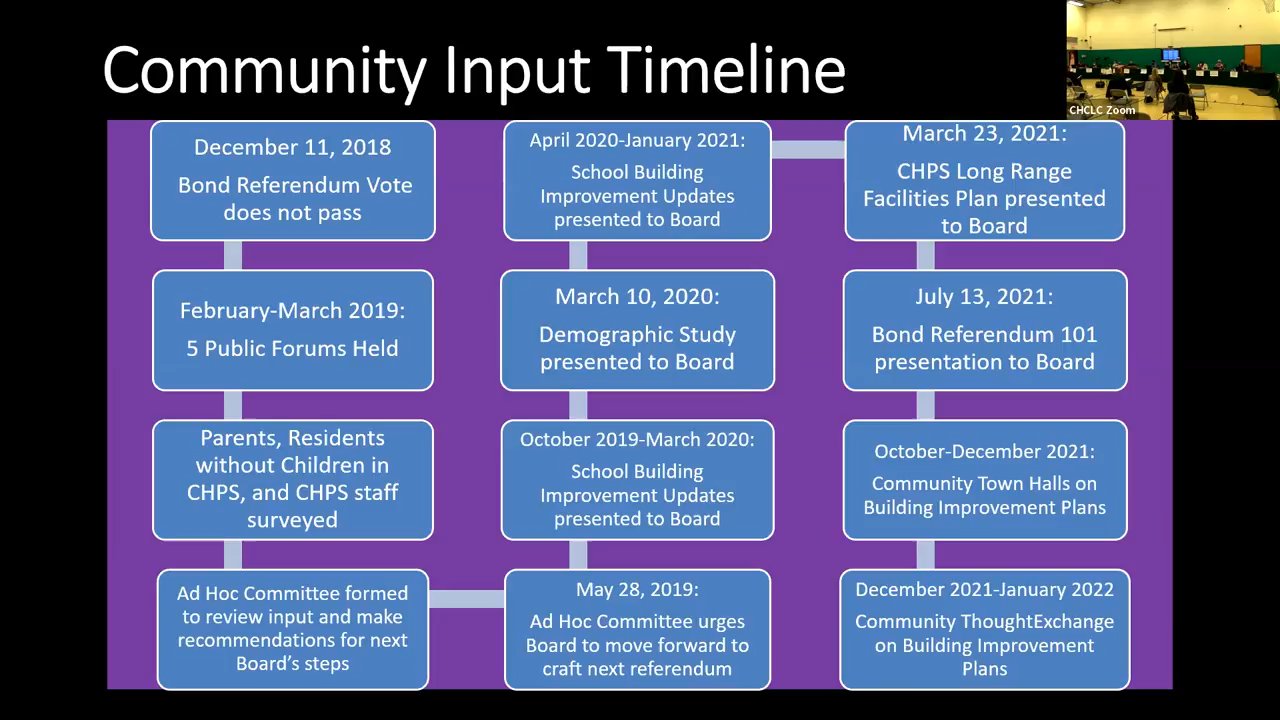 Community Input Timeline
CHCLC Zoom
December 11, 2018
Bond Referendum Vote
does not pass
February-March 2019:
5 Public Forums Held
Parents, Residents
without Children in
CHPS, and CHPS staff
surveyed
Ad Hoc Committee formed
to review input and make
recommendations for next
Board’s steps
May 28, 2019:
Ad Hoc Committee urges
Board to move forward to
craft next referendum
October 2019-March 2020:
School Building
Improvement Updates
presented to Board
March 10, 2020:
Demographic Study
presented to Board
April 2020-January 2021:
School Building
Improvement Updates
presented to Board
March 23, 2021:
CHPS Long Range
Facilities Plan presented
to Board
July 13, 2021:
Bond Referendum 101
presentation to Board
October-December 2021:
Community Town Halls on
Building Improvement Plans
December 2021-January 2022
Community ThoughtExchange
on Building Improvement
Plans